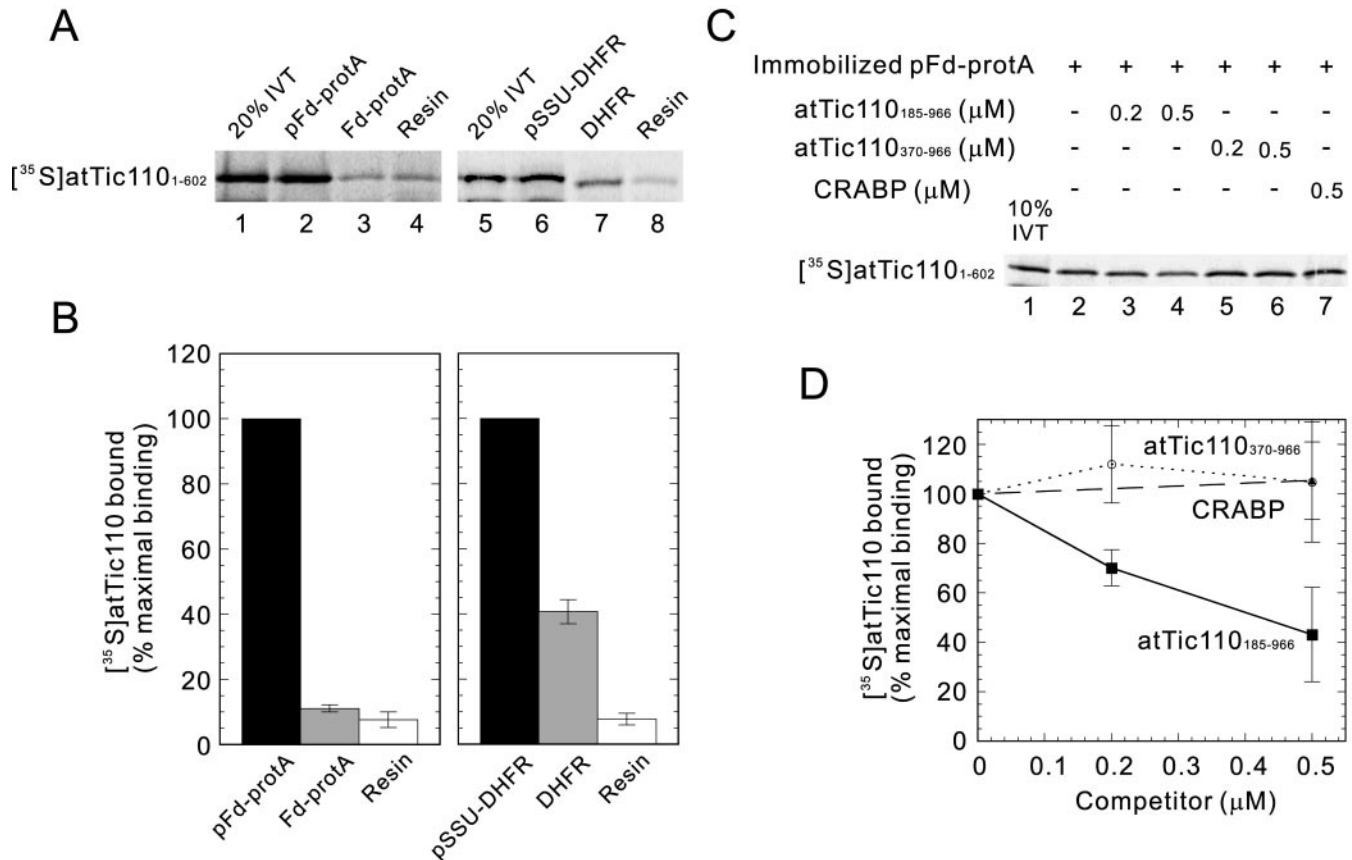 A
20% IVT
pFd-protA
Fd-protA
Resin
20% IVT
pSSU-DHFR
DHFR
Resin
[³⁵S]atTic110₁₋₆₀₂
1 2 3 4 5 6 7 8
B
[³⁵S]atTic110 bound
(% maximal binding)
120
100
80
60
40
20
0
pFd-protA
Fd-protA
Resin
pSSU-DHFR
DHFR
Resin
C
Immobilized pFd-protA + + + + + +
atTic110₁₈₅₋₉₆₆ (μM) - 0.2 0.5 - - -
atTic110₃₇₀₋₉₆₆ (μM) - - - 0.2 0.5 -
CRABP (μM) - - - - - 0.5
10%
IVT
[³⁵S]atTic110₁₋₆₀₂
1 2 3 4 5 6 7
D
[³⁵S]atTic110 bound
(% maximal binding)
120
100
80
60
40
20
0
atTic110₃₇₀₋₉₆₆
CRABP
atTic110₁₈₅₋₉₆₆
0 0.1 0.2 0.3 0.4 0.5
Competitor (μM)